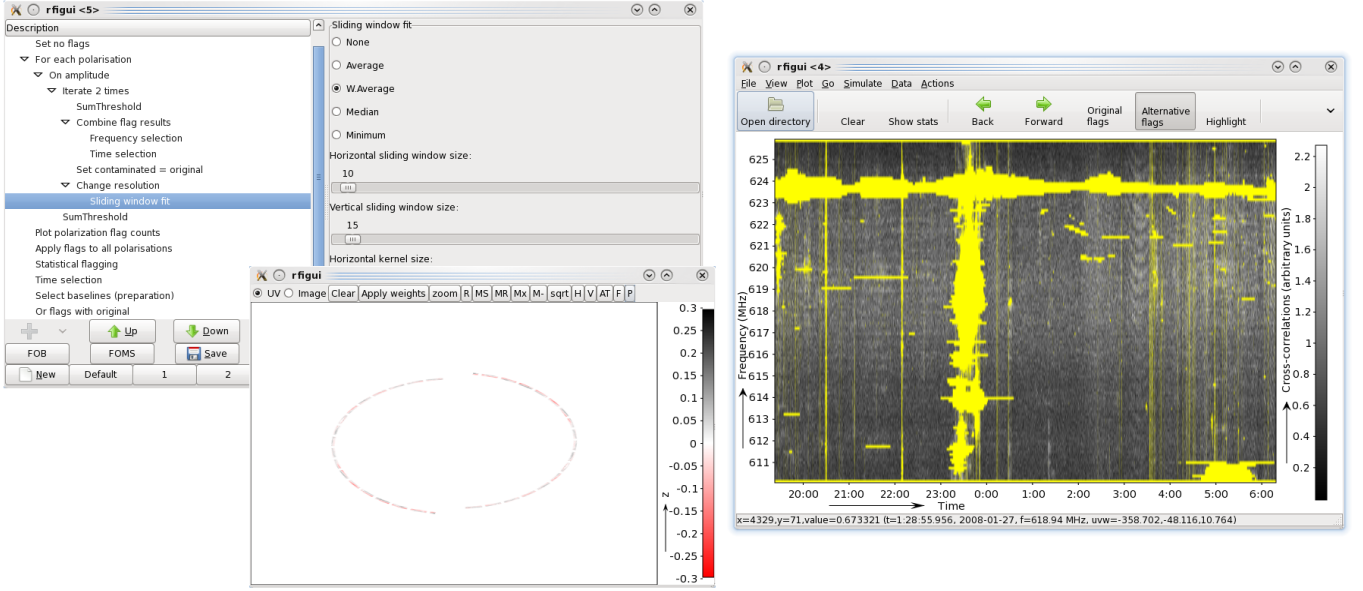 rfigui <5>
Description
Set no flags
For each polarisation
On amplitude
Iterate 2 times
SumThreshold
Combine flag results
Frequency selection
Time selection
Set contaminated = original
Change resolution
Sliding window fit
SumThreshold
Plot polarization flag counts
Apply flags to all polarisations
Statistical flagging
Time selection
Select baselines (preparation)
Or flags with original
Up
Down
FOB
FOMS
Save
New
Default
1
2
Sliding window fit
None
Average
W.Average
Median
Minimum
Horizontal sliding window size:
10
Vertical sliding window size:
15
Horizontal kernel size:
rfigui
UV Image Clear Apply weights zoom R MS MR Mx M- sqrt H V AT F P
0.3
0.25
0.2
0.15
0.1
0.05
0
-0.05
-0.1
-0.15
-0.2
-0.25
-0.3
z
rfigui <4>
File View Plot Go Simulate Data Actions
Open directory
Clear
Show stats
Back
Forward
Original
flags
Alternative
flags
Highlight
625
624
623
622
621
620
619
618
617
616
615
614
613
612
611
Frequency (MHz)
20:00 21:00 22:00 23:00 0:00 1:00 2:00 3:00 4:00 5:00 6:00
Time
2.2
2
1.8
1.6
1.4
1.2
1
0.8
0.6
0.4
0.2
Cross-correlations (arbitrary units)
x=4329,y=71,value=0.673321 (t=1:28:55.956, 2008-01-27, f=618.94 MHz, uvw=-358.702,-48.116,10.764)